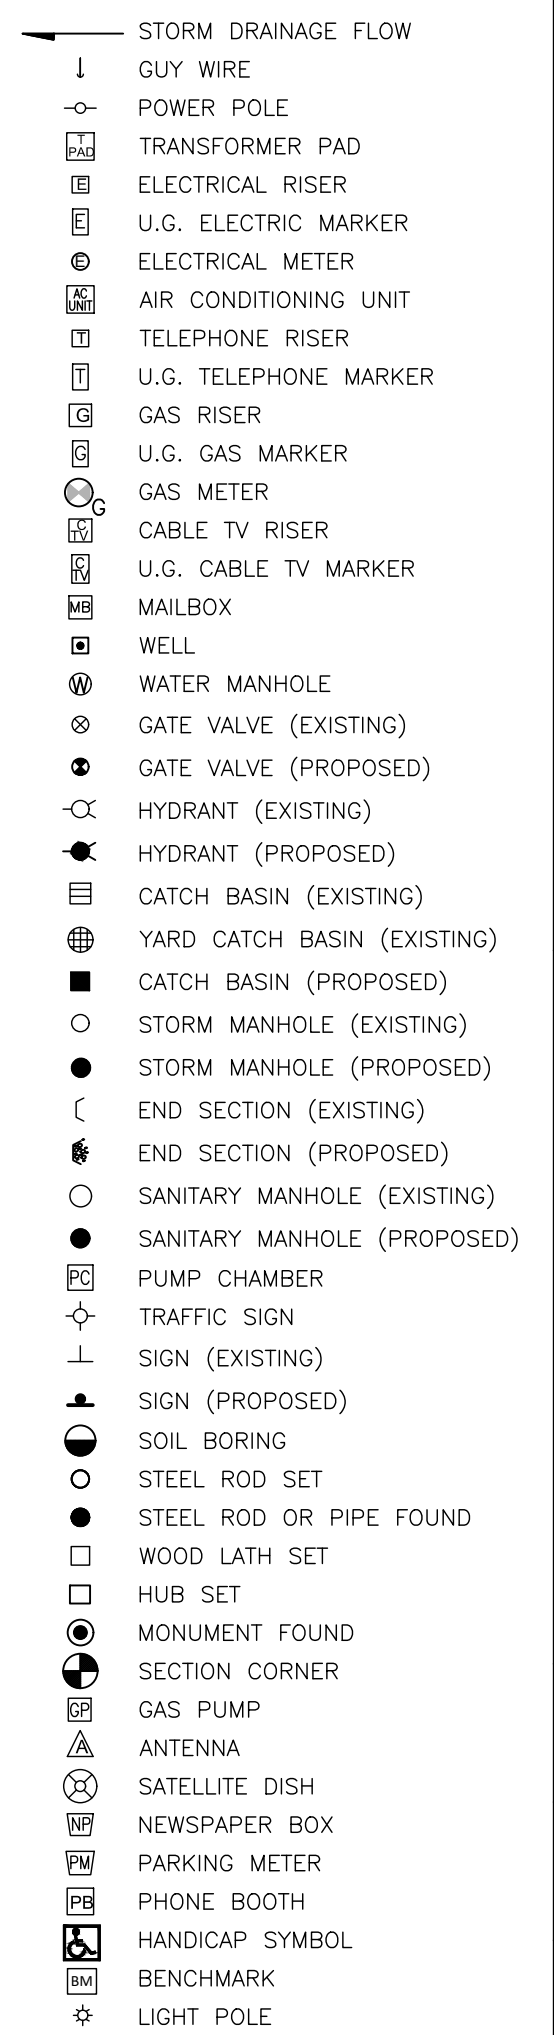 STORM DRAINAGE FLOW
GUY WIRE
POWER POLE
T PAD TRANSFORMER PAD
E ELECTRICAL RISER
E U.G. ELECTRIC MARKER
E ELECTRICAL METER
AC UNIT AIR CONDITIONING UNIT
T TELEPHONE RISER
T U.G. TELEPHONE MARKER
G GAS RISER
G U.G. GAS MARKER
G GAS METER
C TV CABLE TV RISER
C TV U.G. CABLE TV MARKER
MB MAILBOX
WELL
W WATER MANHOLE
GATE VALVE (EXISTING)
GATE VALVE (PROPOSED)
HYDRANT (EXISTING)
HYDRANT (PROPOSED)
CATCH BASIN (EXISTING)
YARD CATCH BASIN (EXISTING)
CATCH BASIN (PROPOSED)
STORM MANHOLE (EXISTING)
STORM MANHOLE (PROPOSED)
END SECTION (EXISTING)
END SECTION (PROPOSED)
SANITARY MANHOLE (EXISTING)
SANITARY MANHOLE (PROPOSED)
PC PUMP CHAMBER
TRAFFIC SIGN
SIGN (EXISTING)
SIGN (PROPOSED)
SOIL BORING
STEEL ROD SET
STEEL ROD OR PIPE FOUND
WOOD LATH SET
HUB SET
MONUMENT FOUND
SECTION CORNER
GP GAS PUMP
A ANTENNA
SATELLITE DISH
NP NEWSPAPER BOX
PM PARKING METER
PB PHONE BOOTH
HANDICAP SYMBOL
BM BENCHMARK
LIGHT POLE